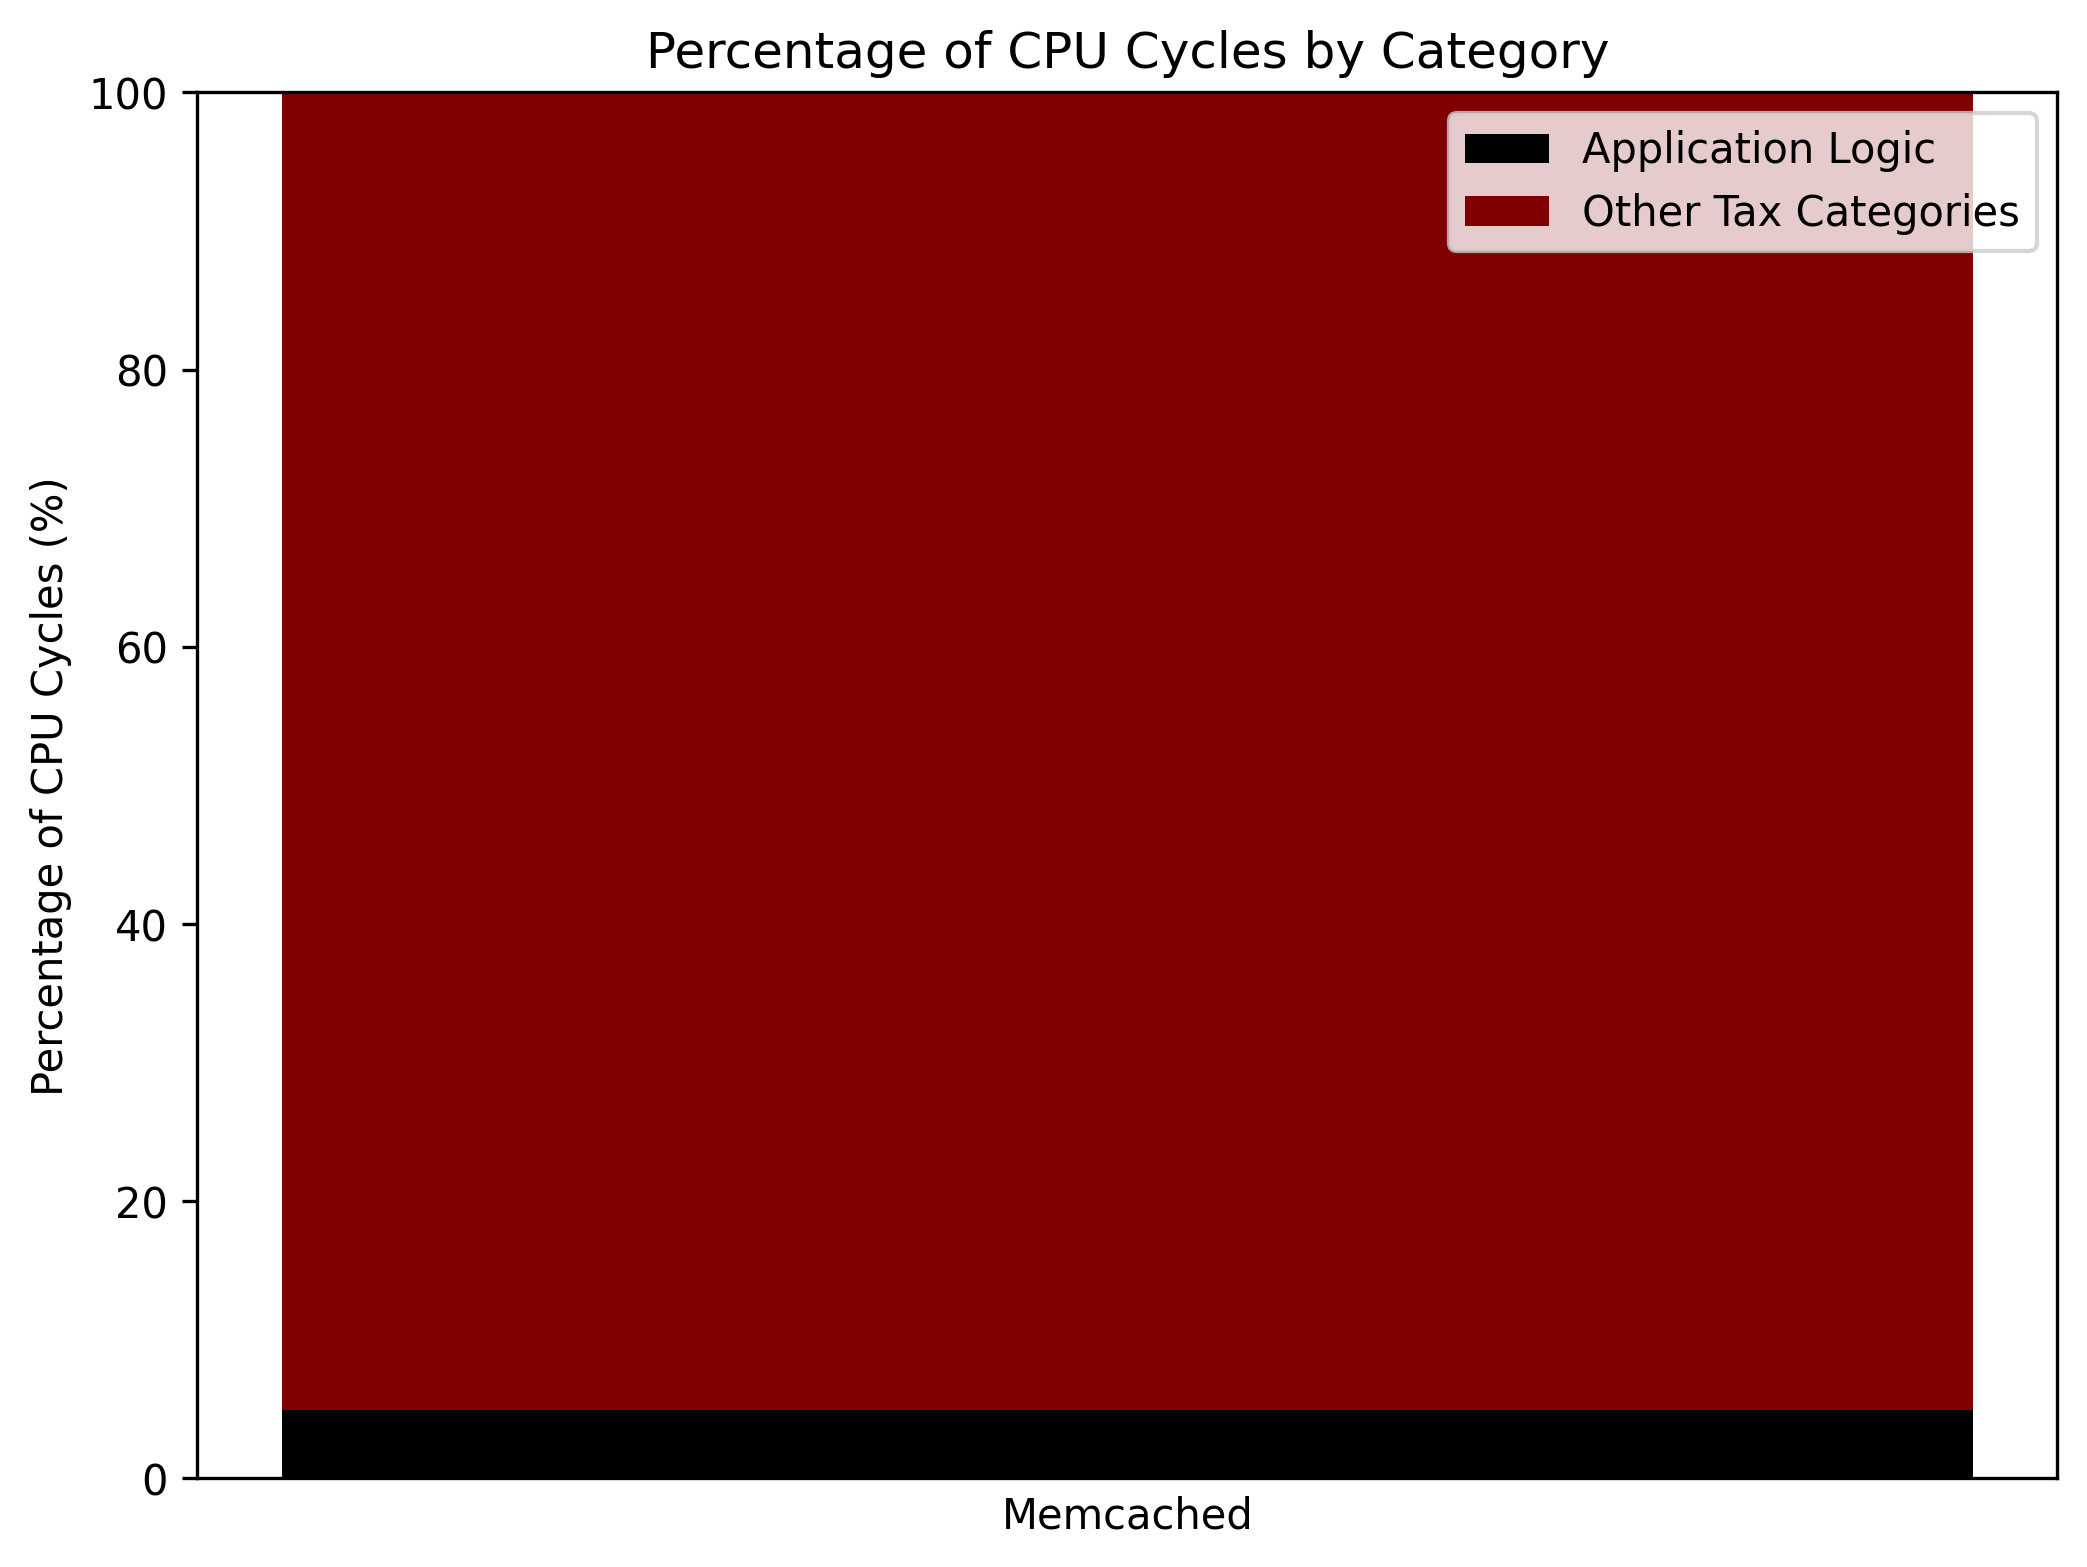 Percentage of CPU Cycles by Category
Percentage of CPU Cycles (%)
100
80
60
40
20
0
Application Logic
Other Tax Categories
Memcached